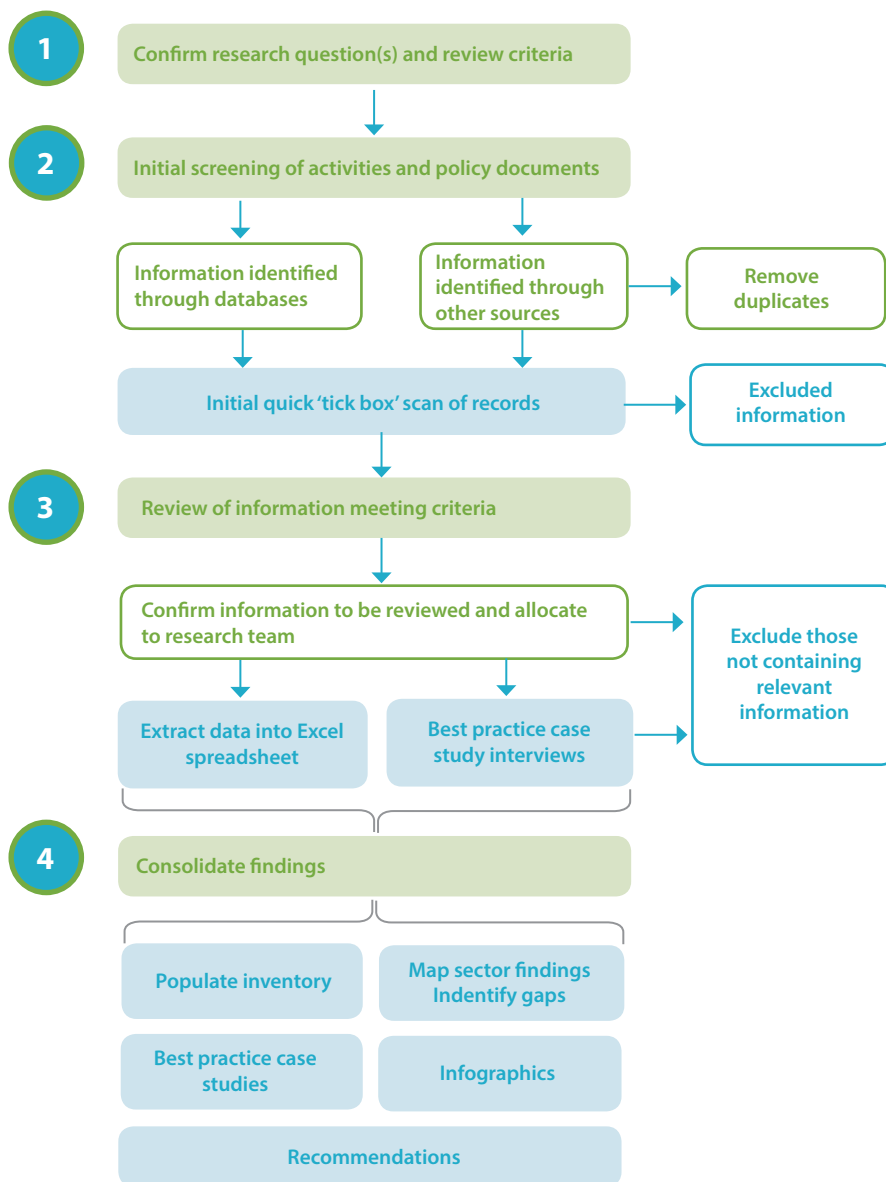 1
Confirm research question(s) and review criteria
2
Initial screening of activities and policy documents
Information identified
through databases
Information
identified through
other sources
Remove
duplicates
Initial quick ‘tick box’ scan of records
Excluded
information
3
Review of information meeting criteria
Confirm information to be reviewed and allocate
to research team
Exclude those
not containing
relevant
information
Extract data into Excel
spreadsheet
Best practice case
study interviews
4
Consolidate findings
Populate inventory
Map sector findings
Indentify gaps
Best practice case
studies
Infographics
Recommendations